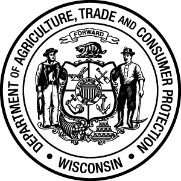 DEPARTMENT OF AGRICULTURE, TRADE AND CONSUMER PROTECTION
• WISCONSIN •
FORWARD